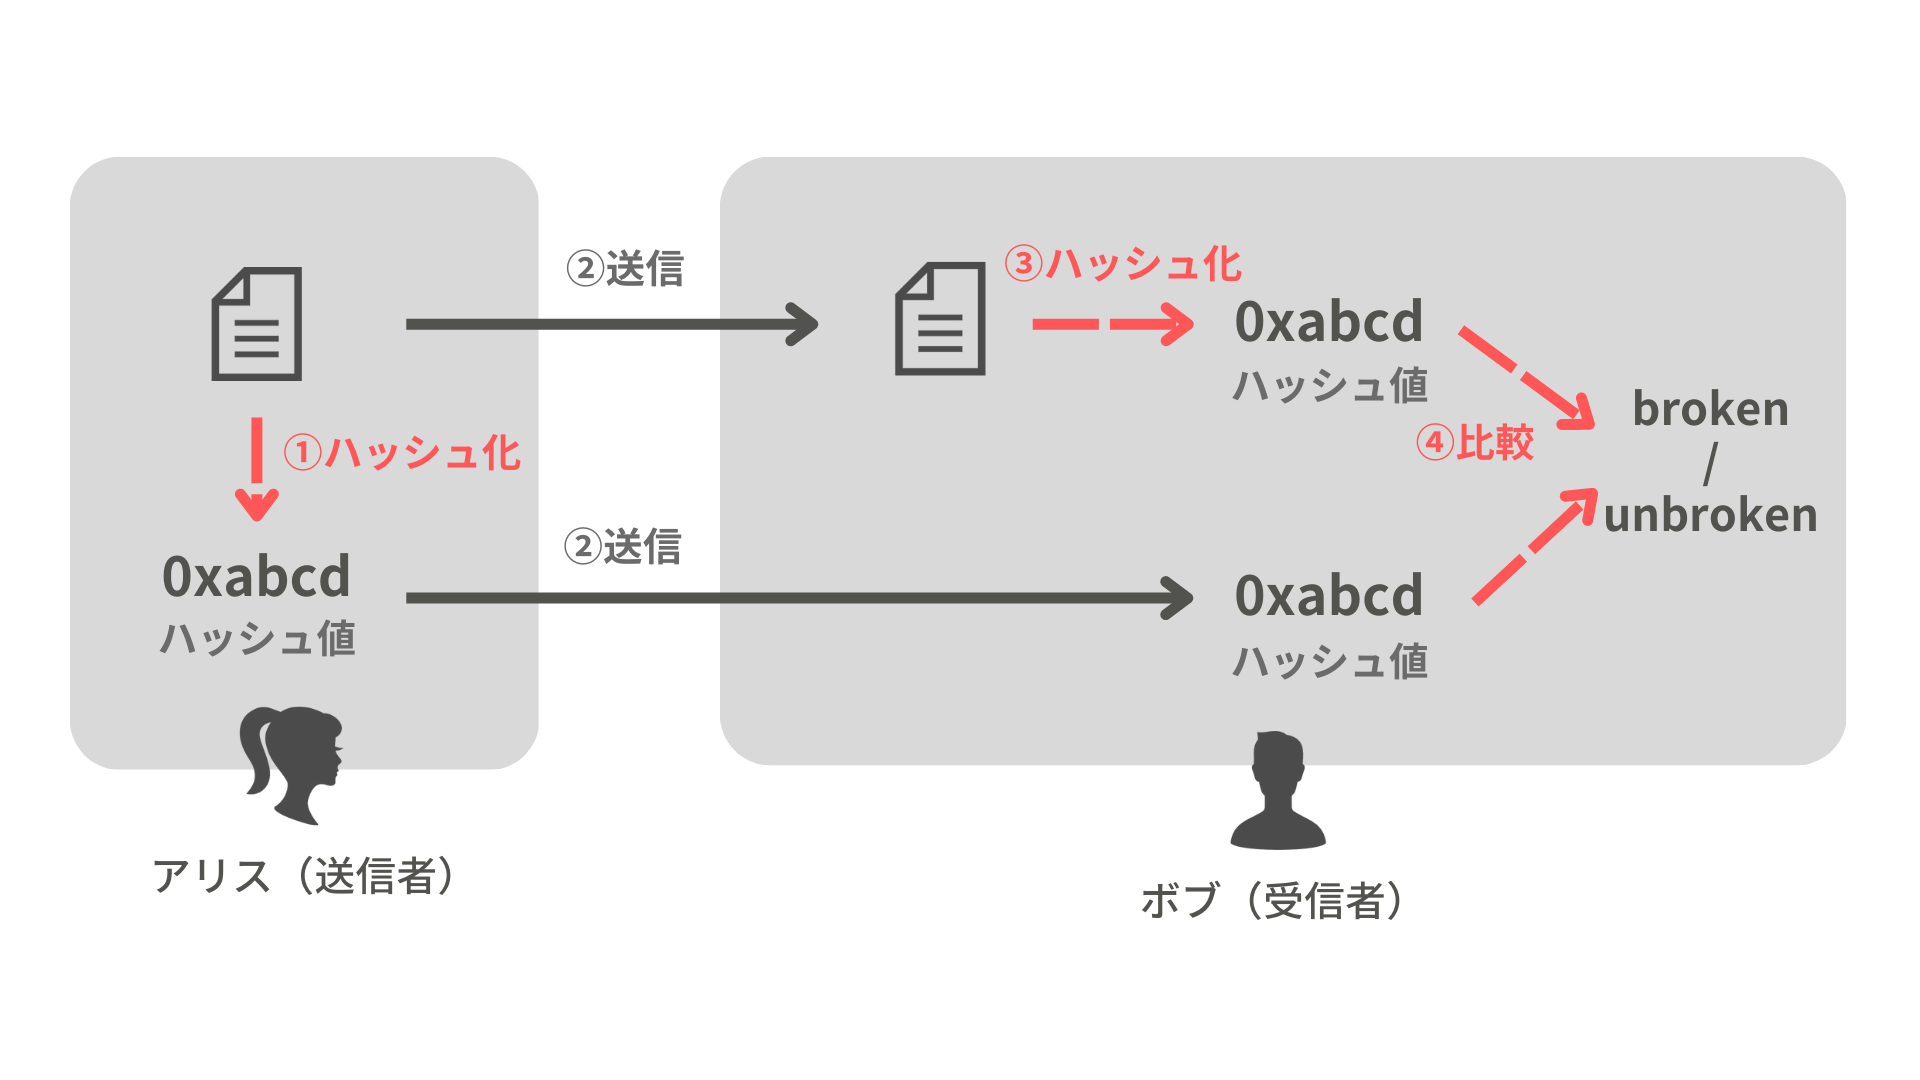 ①ハッシュ化
0xabcd
ハッシュ値
アリス（送信者）
②送信
②送信
③ハッシュ化
0xabcd
ハッシュ値
④比較
broken
/
unbroken
0xabcd
ハッシュ値
ボブ（受信者）